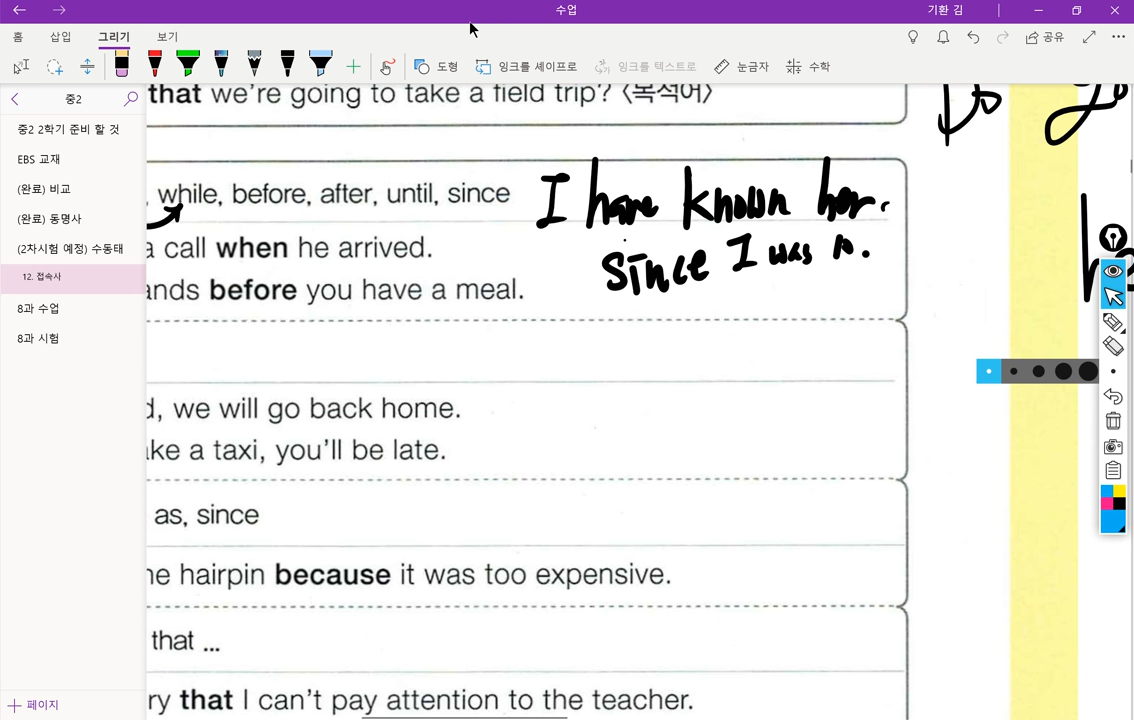 수업
기환 김
홈 삽입 그리기 보기
공유
도형 잉크를 셰이프로 잉크를 텍스트로 눈금자 수학
중2
중2 2학기 준비 할 것
EBS 교재
(완료) 비교
(완료) 동명사
(2차시험 예정) 수동태
12. 접속사
8과 수업
8과 시험
페이지
that we're going to take a field trip? 〈목적어〉
, while, before, after, until, since
I have known her.
since I was 10.
a call when he arrived.
ands before you have a meal.
d, we will go back home.
ake a taxi, you'll be late.
as, since
he hairpin because it was too expensive.
that ...
ry that I can't pay attention to the teacher.